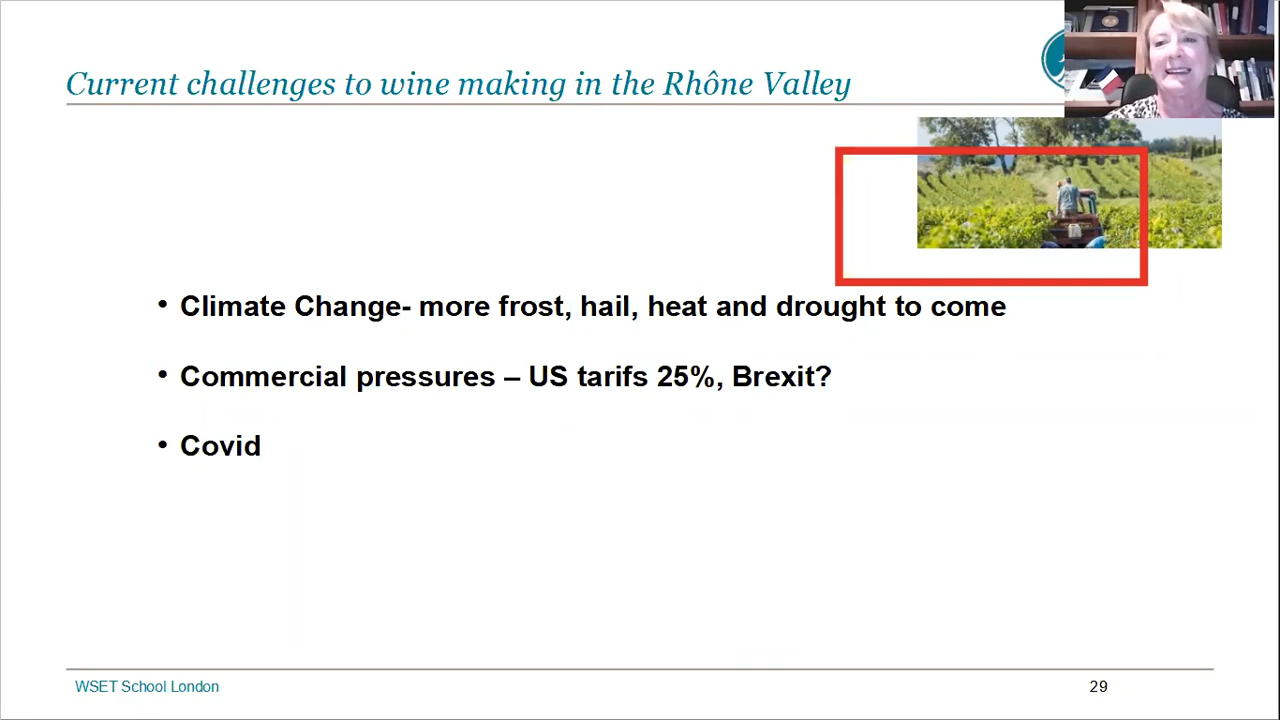 Current challenges to wine making in the Rhône Valley
• Climate Change- more frost, hail, heat and drought to come
• Commercial pressures – US tarifs 25%, Brexit?
• Covid
WSET School London
29